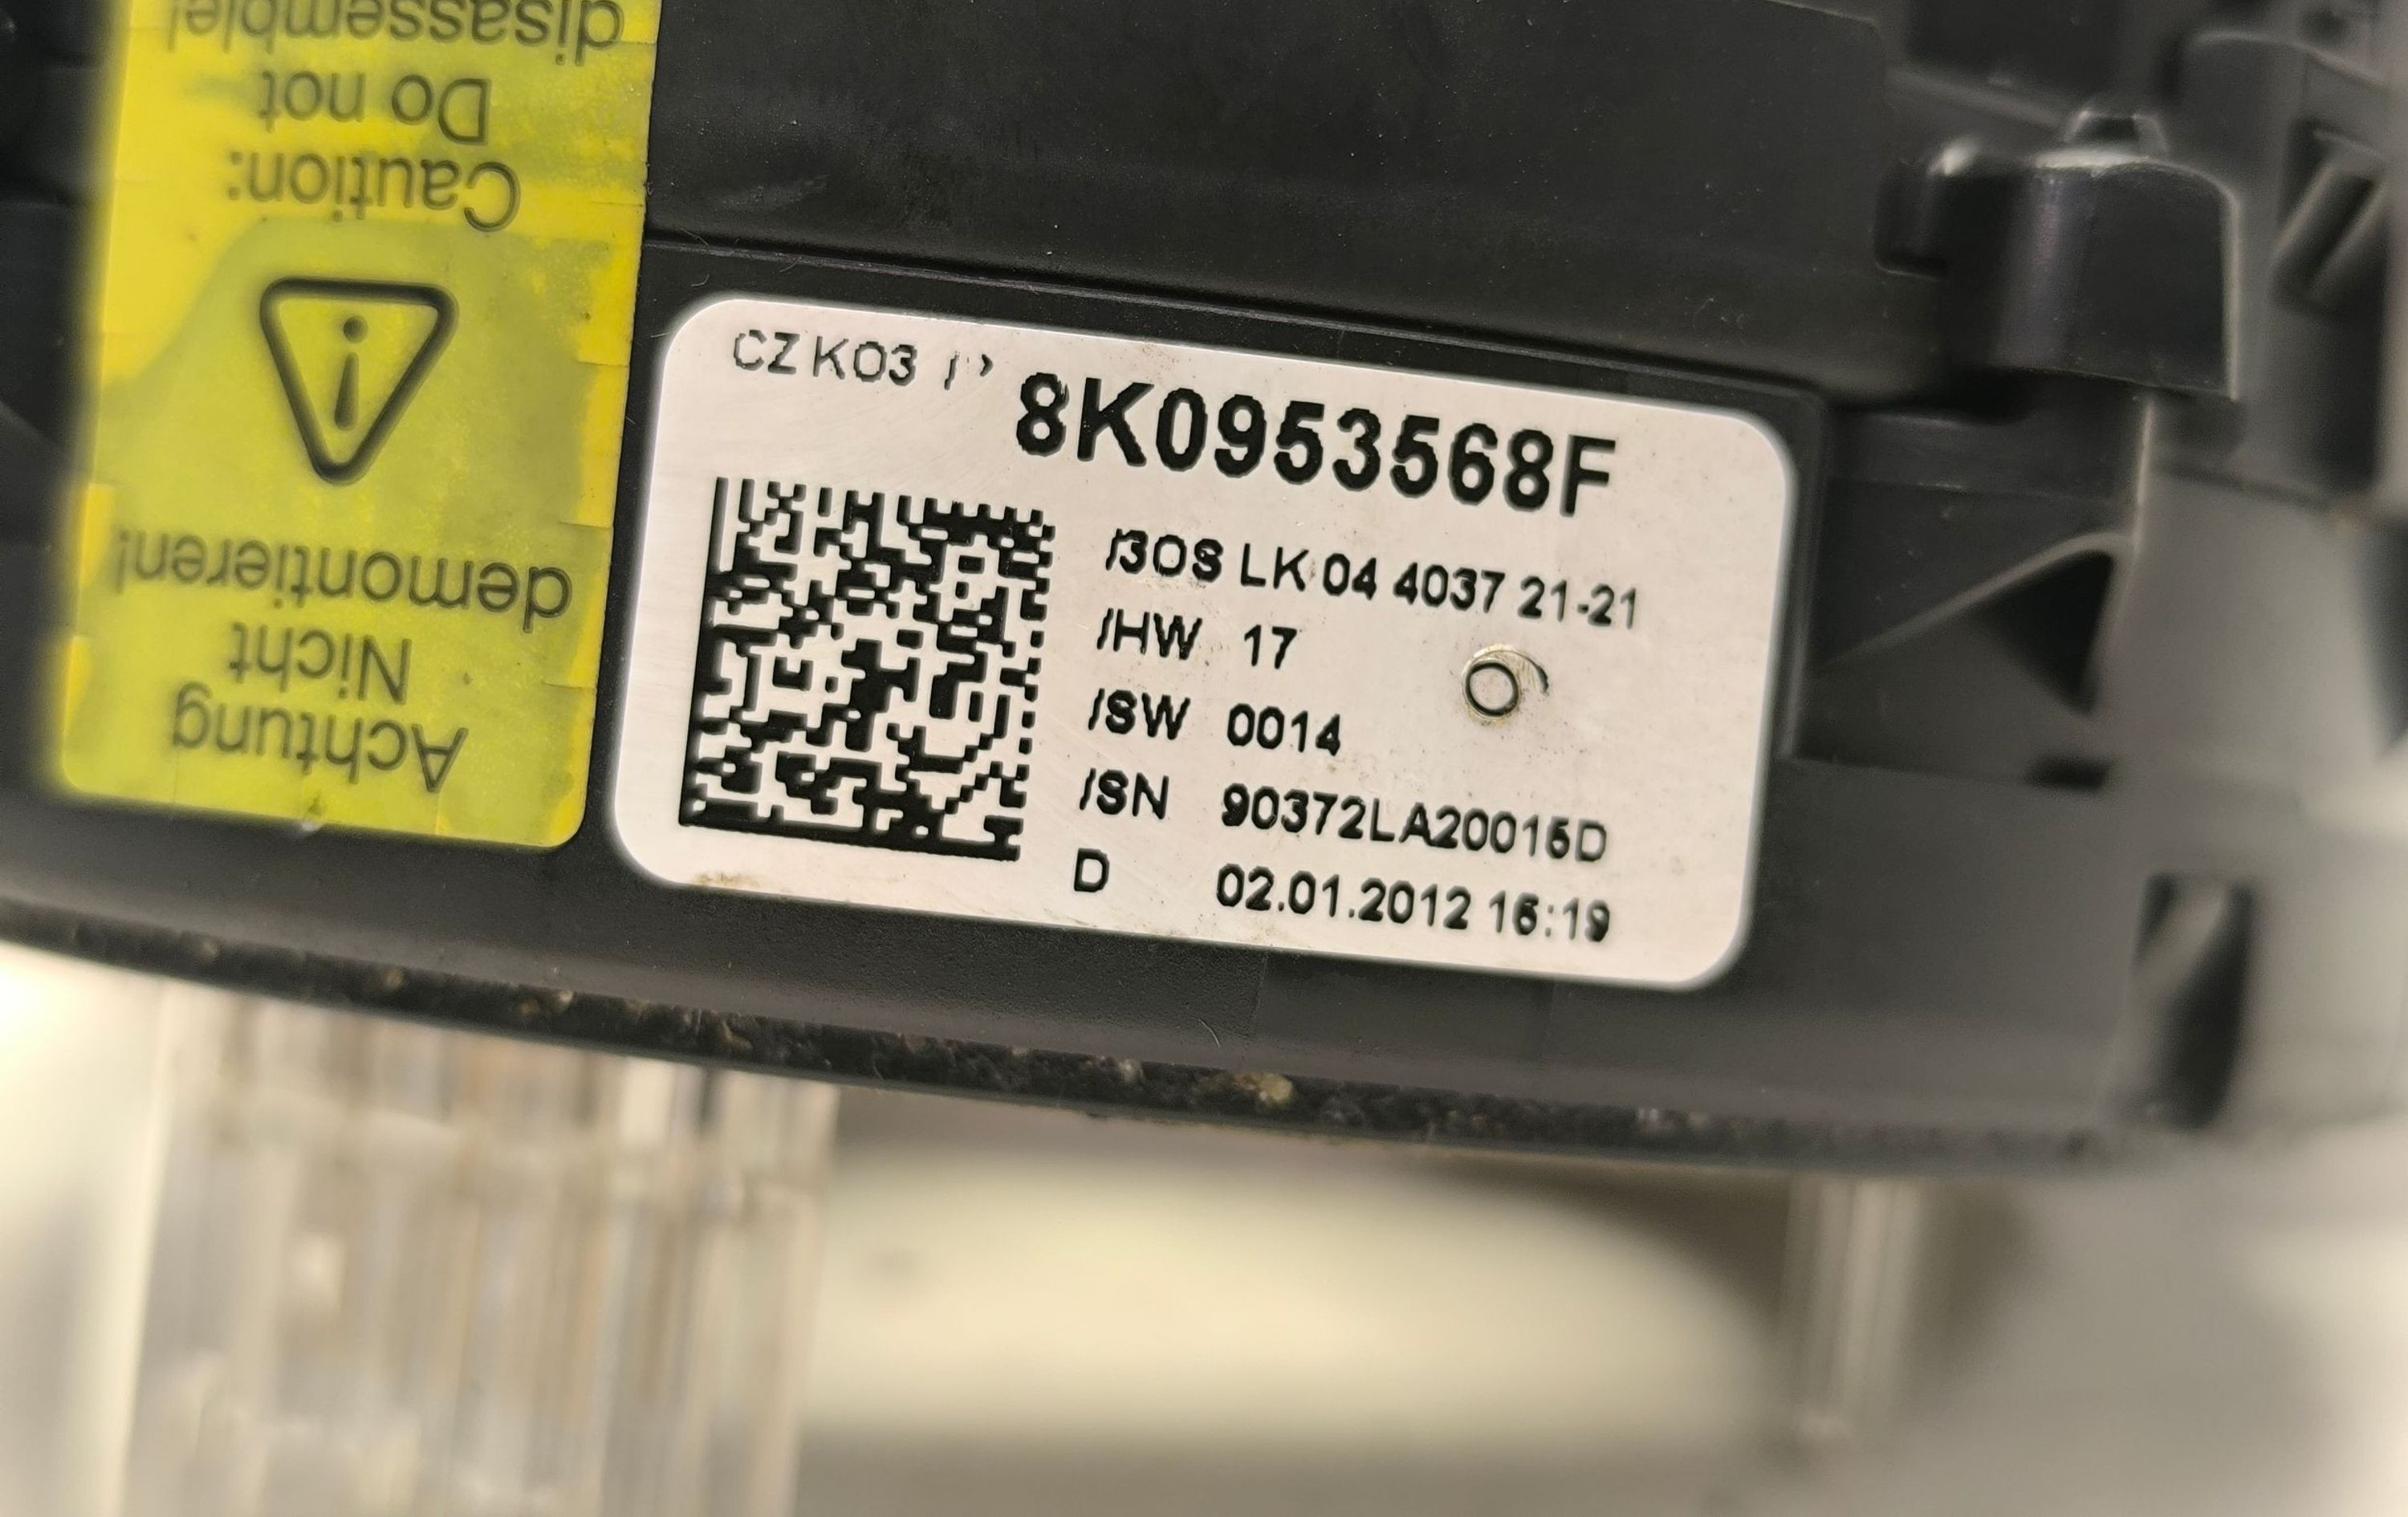 CZ K03
8K0953568F
/3OS LK 04 4037 21-21
/HW 17
/SW 0014
/SN 90372LA20015D
D 02.01.2012 15:19
Achtung
Nicht
demontieren!
Caution:
Do not
disassemble!